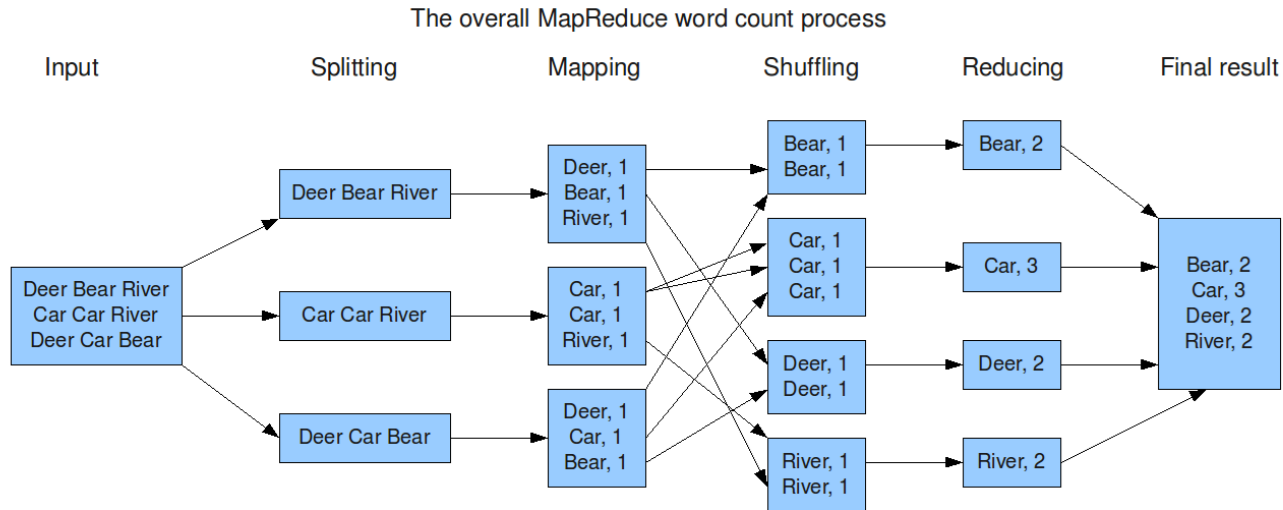 The overall MapReduce word count process
Input
Splitting
Mapping
Shuffling
Reducing
Final result
Deer Bear River
Car Car River
Deer Car Bear
Deer Bear River
Car Car River
Deer Car Bear
Deer, 1
Bear, 1
River, 1
Car, 1
Car, 1
River, 1
Deer, 1
Car, 1
Bear, 1
Bear, 1
Bear, 1
Car, 1
Car, 1
Car, 1
Deer, 1
Deer, 1
River, 1
River, 1
Bear, 2
Car, 3
Deer, 2
River, 2
Bear, 2
Car, 3
Deer, 2
River, 2